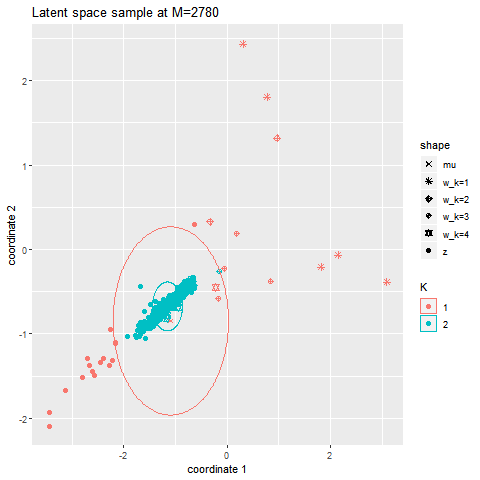 Latent space sample at M=2780
coordinate 2
2
1
0
-1
-2
-2
0
2
coordinate 1
shape
mu
w_k=1
w_k=2
w_k=3
w_k=4
z
K
1
2